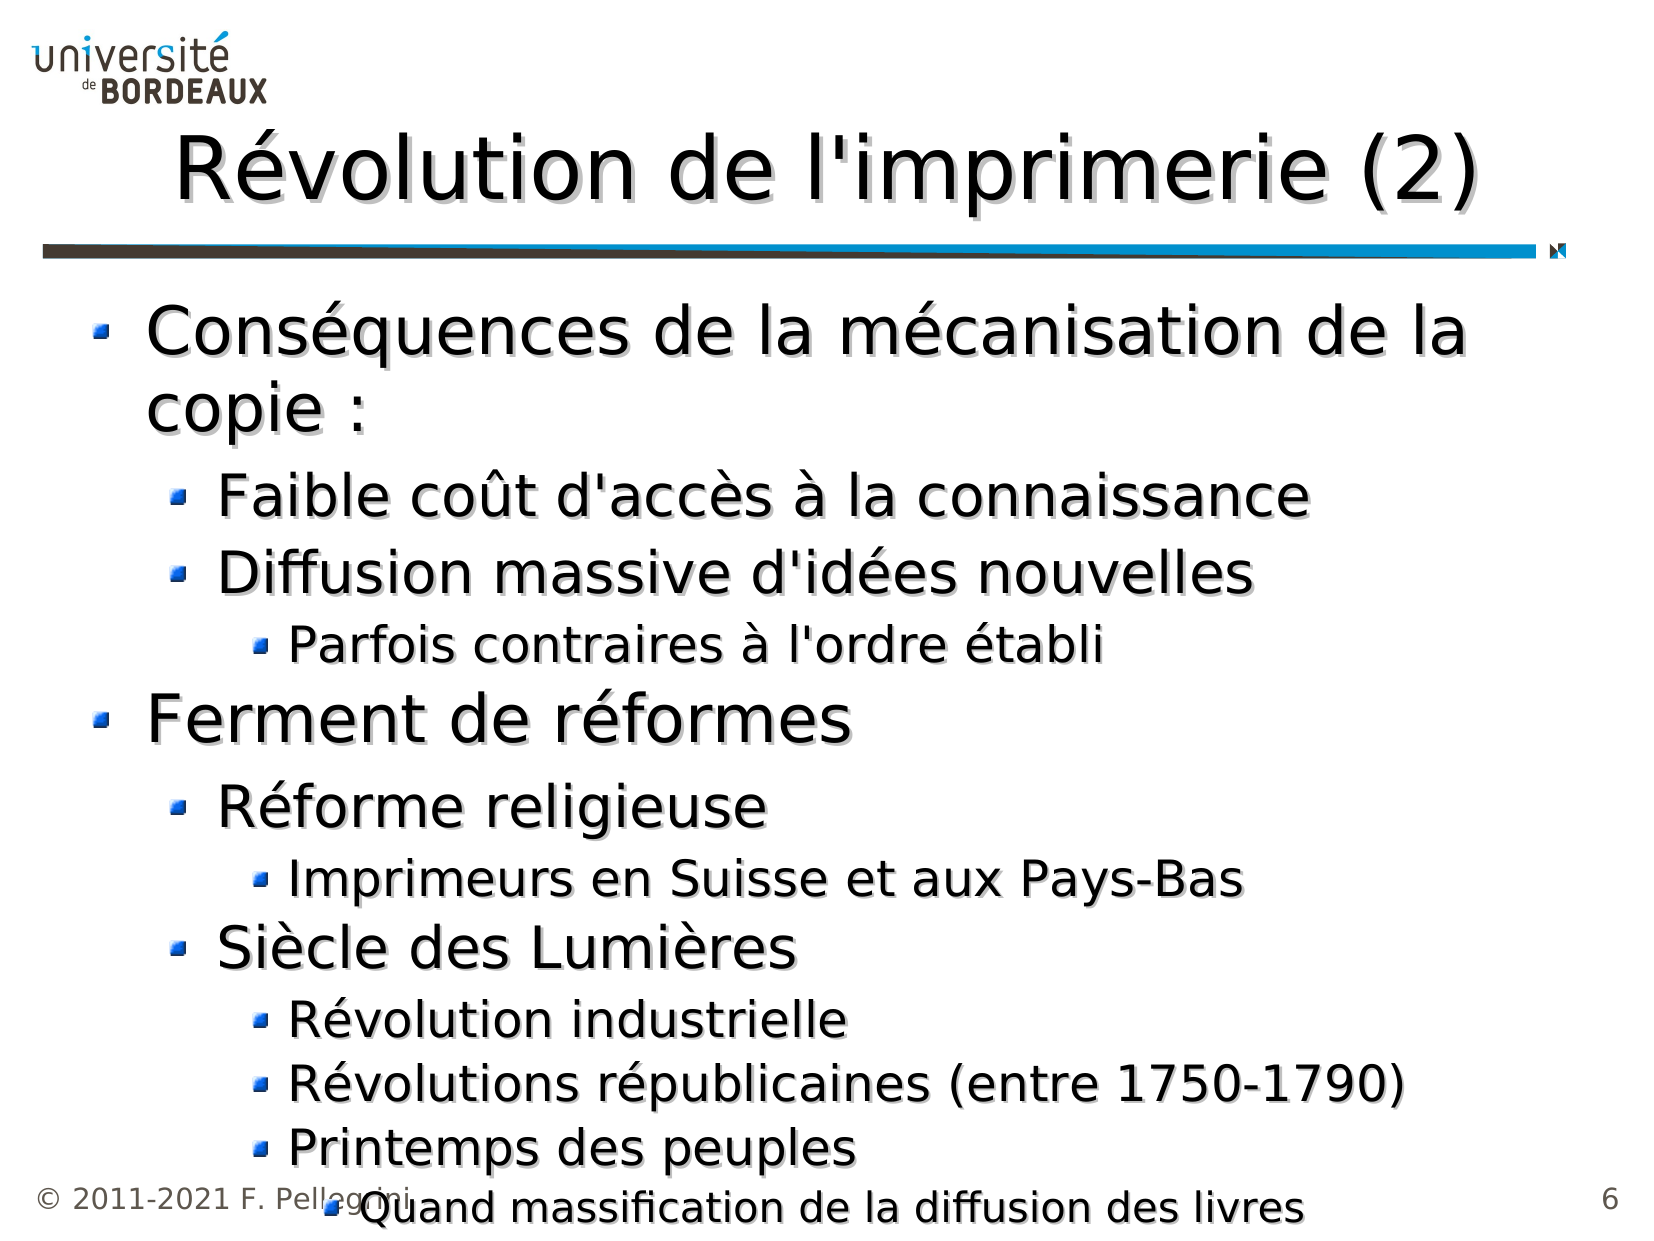 université
de BORDEAUX
Révolution de l'imprimerie (2)
Conséquences de la mécanisation de la
copie :
Faible coût d'accès à la connaissance
Diffusion massive d'idées nouvelles
Parfois contraires à l'ordre établi
Ferment de réformes
Réforme religieuse
Imprimeurs en Suisse et aux Pays-Bas
Siècle des Lumières
Révolution industrielle
Révolutions républicaines (entre 1750-1790)
Printemps des peuples
Quand massification de la diffusion des livres
© 2011-2021 F. Pellegrini
6